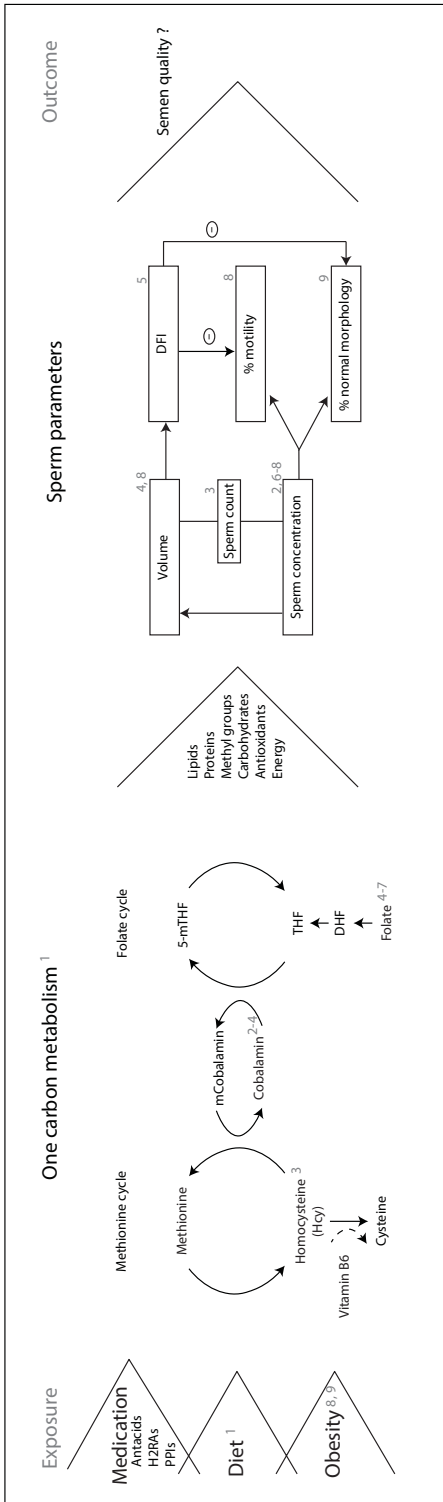 Exposure
Outcome
One carbon metabolism 1
Sperm parameters
Medication
Antacids
H2RAs
PPIs
Diet 1
Obesity 8, 9
Methionine cycle
Methionine
Homocysteine 3
(Hcy)
Vitamin B6
Cysteine
mCobalamin
Cobalamin 2-4
Folate cycle
5-mTHF
THF
DHF
Folate 4-7
Lipids
Proteins
Methyl groups
Carbohydrates
Antioxidants
Energy
4, 8
Volume
3
Sperm count
2, 6-8
Sperm concentration
5
DFI
−
−
8
% motility
9
% normal morphology
Semen quality ?